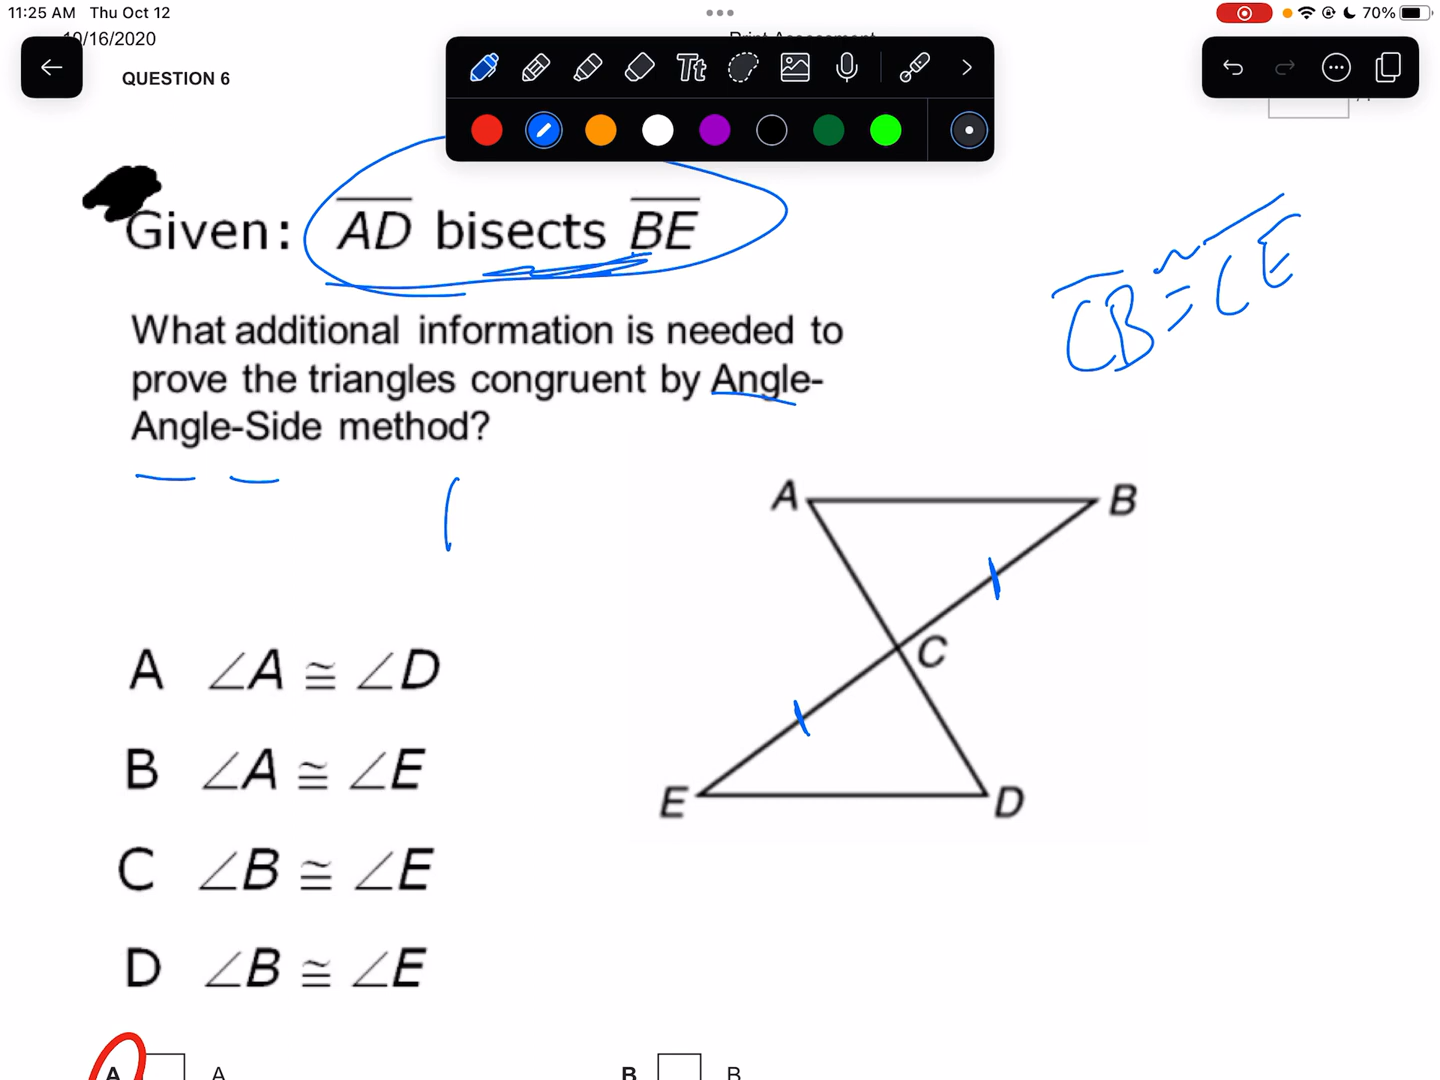 11:25 AM Thu Oct 12
70%
10/16/2020
QUESTION 6
Tt
Given: AD bisects BE
CB ≅ CE
What additional information is needed to
prove the triangles congruent by Angle-
Angle-Side method?
A B
C
E D
A ∠A ≅ ∠D
B ∠A ≅ ∠E
C ∠B ≅ ∠E
D ∠B ≅ ∠E
A A B B